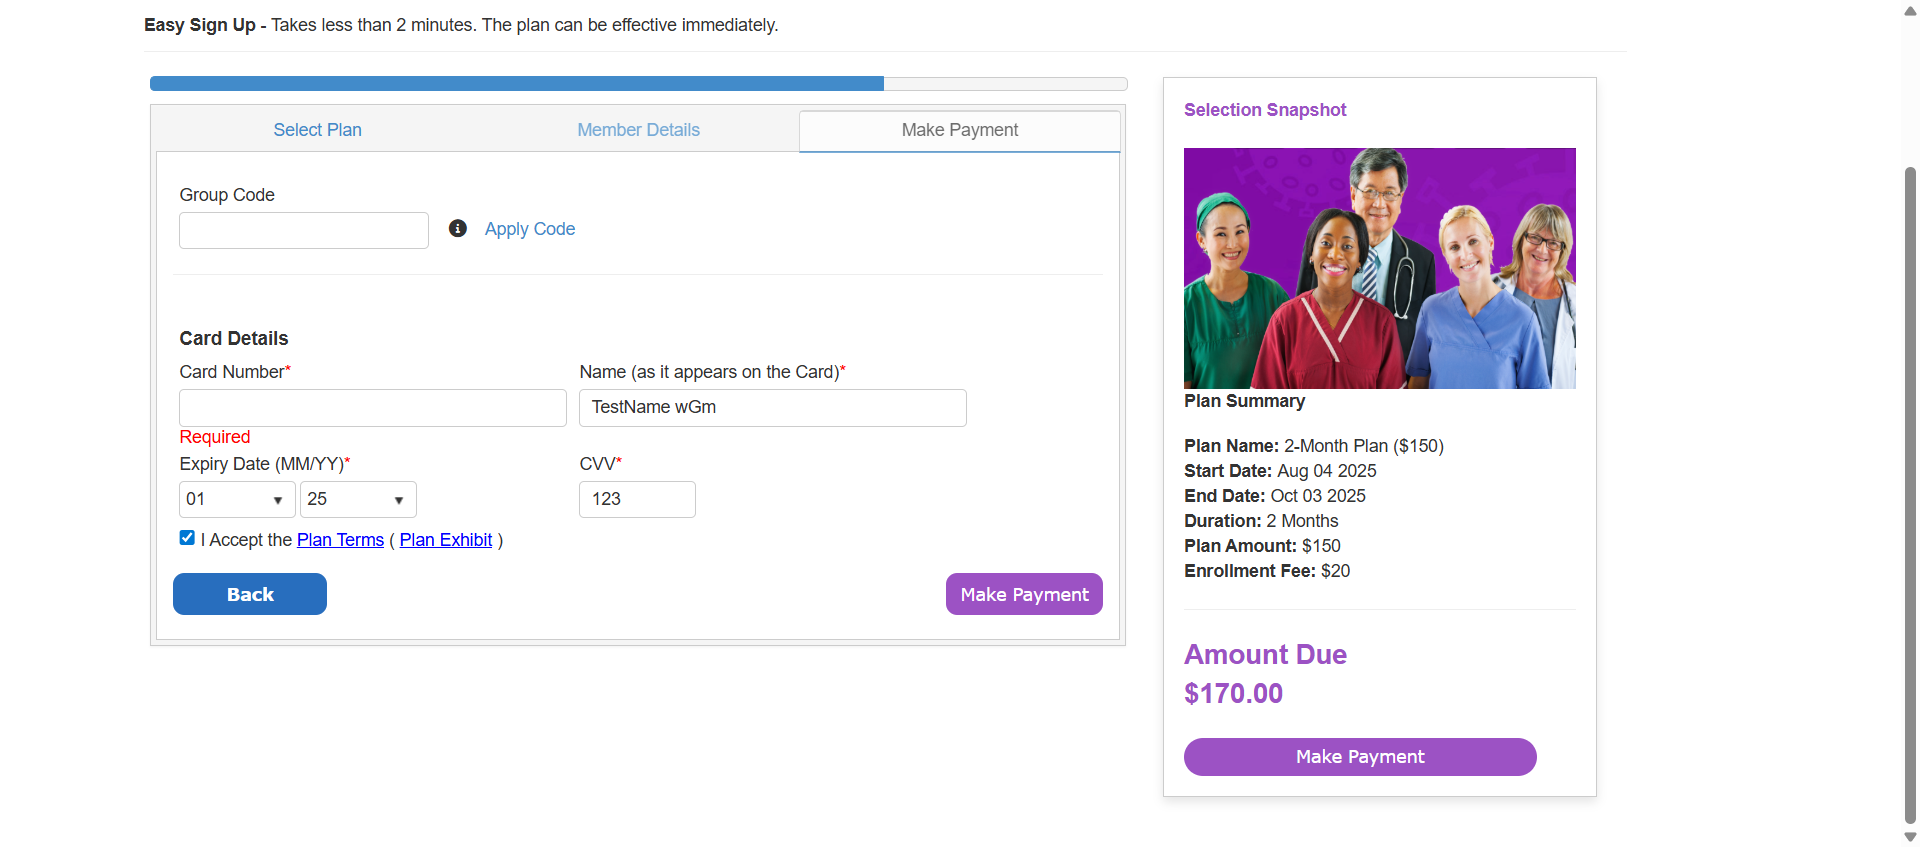 Easy Sign Up - Takes less than 2 minutes. The plan can be effective immediately.
Select Plan
Member Details
Make Payment
Group Code
Apply Code
Card Details
Card Number*
Name (as it appears on the Card)*
TestName wGm
Required
Expiry Date (MM/YY)*
CVV*
01
25
123
I Accept the Plan Terms ( Plan Exhibit )
Back
Make Payment
Selection Snapshot
Plan Summary
Plan Name: 2-Month Plan ($150)
Start Date: Aug 04 2025
End Date: Oct 03 2025
Duration: 2 Months
Plan Amount: $150
Enrollment Fee: $20
Amount Due
$170.00
Make Payment